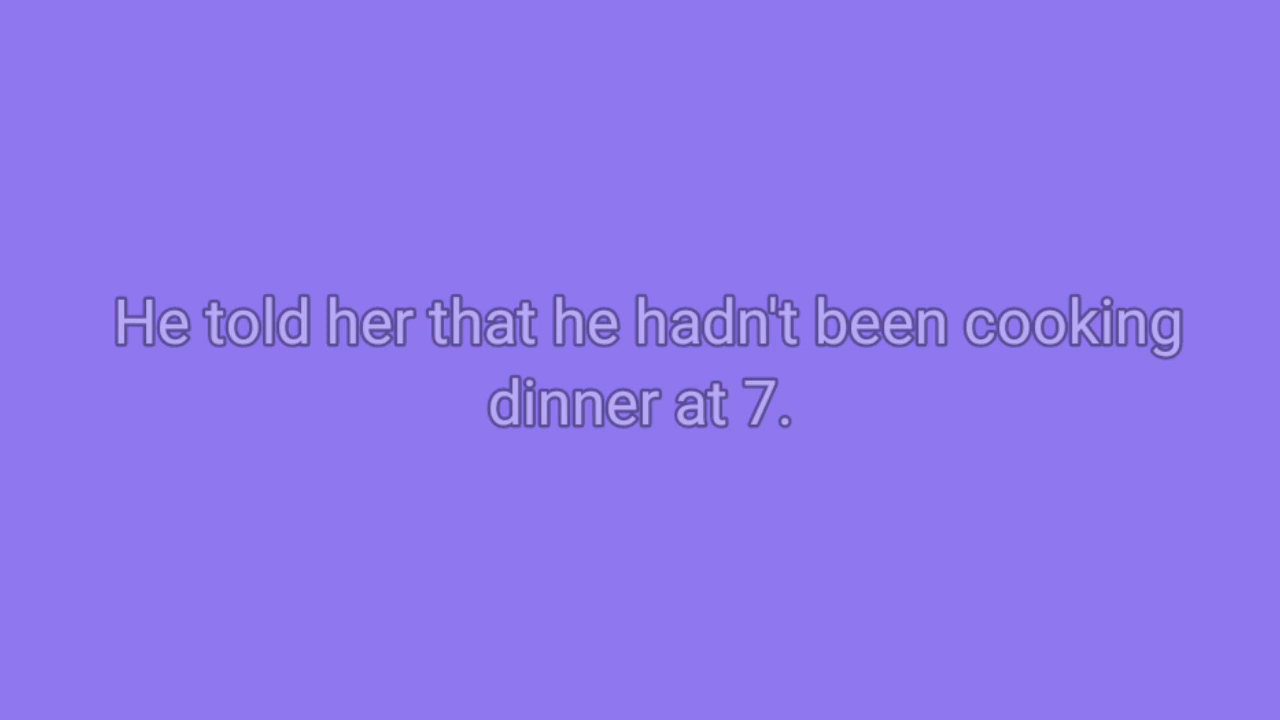 He told her that he hadn't been cooking
dinner at 7.